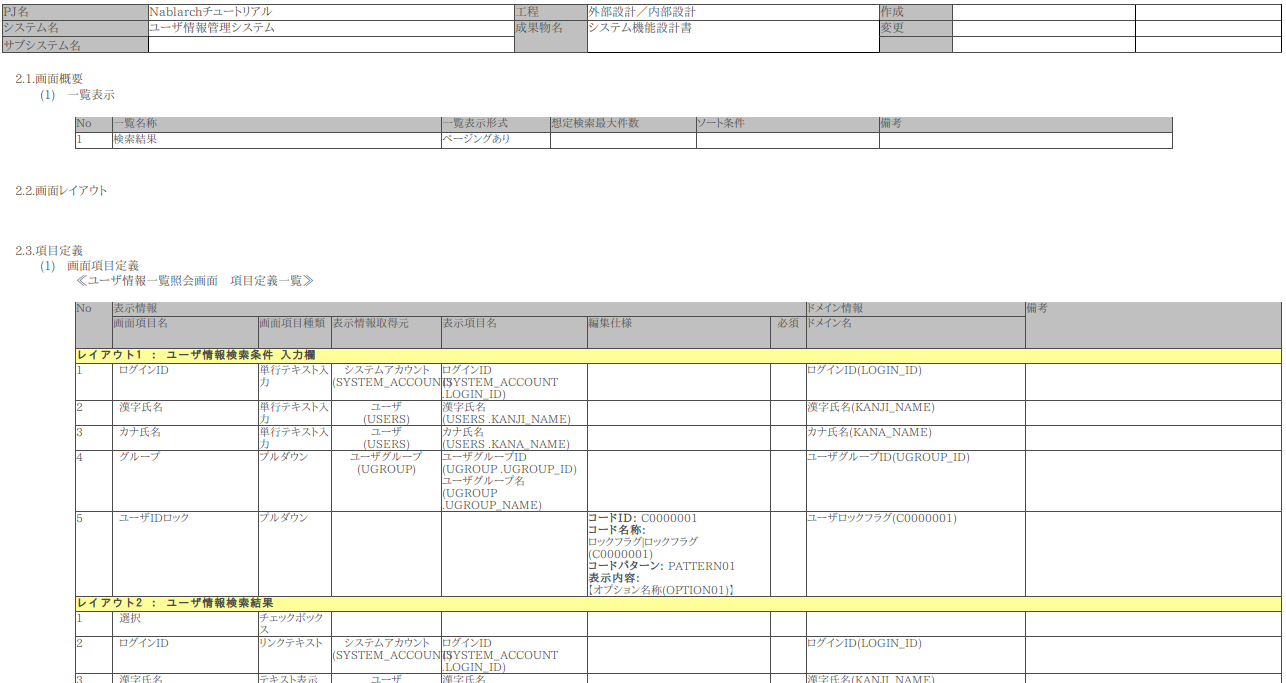 PJ名 Nablarchチュートリアル 工程 外部設計／内部設計 作成
システム名 ユーザ情報管理システム 成果物名 システム機能設計書 変更
サブシステム名
2.1.画面概要
(1) 一覧表示
No 一覧名称 一覧表示形式 想定検索最大件数 ソート条件 備考
1 検索結果 ページングあり
2.2.画面レイアウト
2.3.項目定義
(1) 画面項目定義
≪ユーザ情報一覧照会画面 項目定義一覧≫
No 表示情報 ドメイン情報 備考
画面項目名 画面項目種類 表示情報取得元 表示項目名 編集仕様 必須 ドメイン名
レイアウト1 ： ユーザ情報検索条件 入力欄
1 ログインID 単行テキスト入 システムアカウント ログインID ログインID(LOGIN_ID)
力 (SYSTEM_ACCOUNT) (SYSTEM_ACCOUNT
.LOGIN_ID)
2 漢字氏名 単行テキスト入 ユーザ 漢字氏名 漢字氏名(KANJI_NAME)
力 (USERS) (USERS .KANJI_NAME)
3 カナ氏名 単行テキスト入 ユーザ カナ氏名 カナ氏名(KANA_NAME)
力 (USERS) (USERS .KANA_NAME)
4 グループ プルダウン ユーザグループ ユーザグループID ユーザグループID(UGROUP_ID)
(UGROUP) (UGROUP .UGROUP_ID)
ユーザグループ名
(UGROUP
.UGROUP_NAME)
5 ユーザIDロック プルダウン コードID: C0000001 ユーザロックフラグ(C0000001)
コード名称:
ロックフラグ|ロックフラグ
(C0000001)
コードパターン: PATTERN01
表示内容:
【オプション名称(OPTION01)】
レイアウト2 ： ユーザ情報検索結果
1 選択 チェックボック
ス
2 ログインID リンクテキスト システムアカウント ログインID ログインID(LOGIN_ID)
(SYSTEM_ACCOUNT) (SYSTEM_ACCOUNT
.LOGIN_ID)
3 漢字氏名 テキスト表示 ユーザ 漢字氏名 漢字氏名(KANJI_NAME)